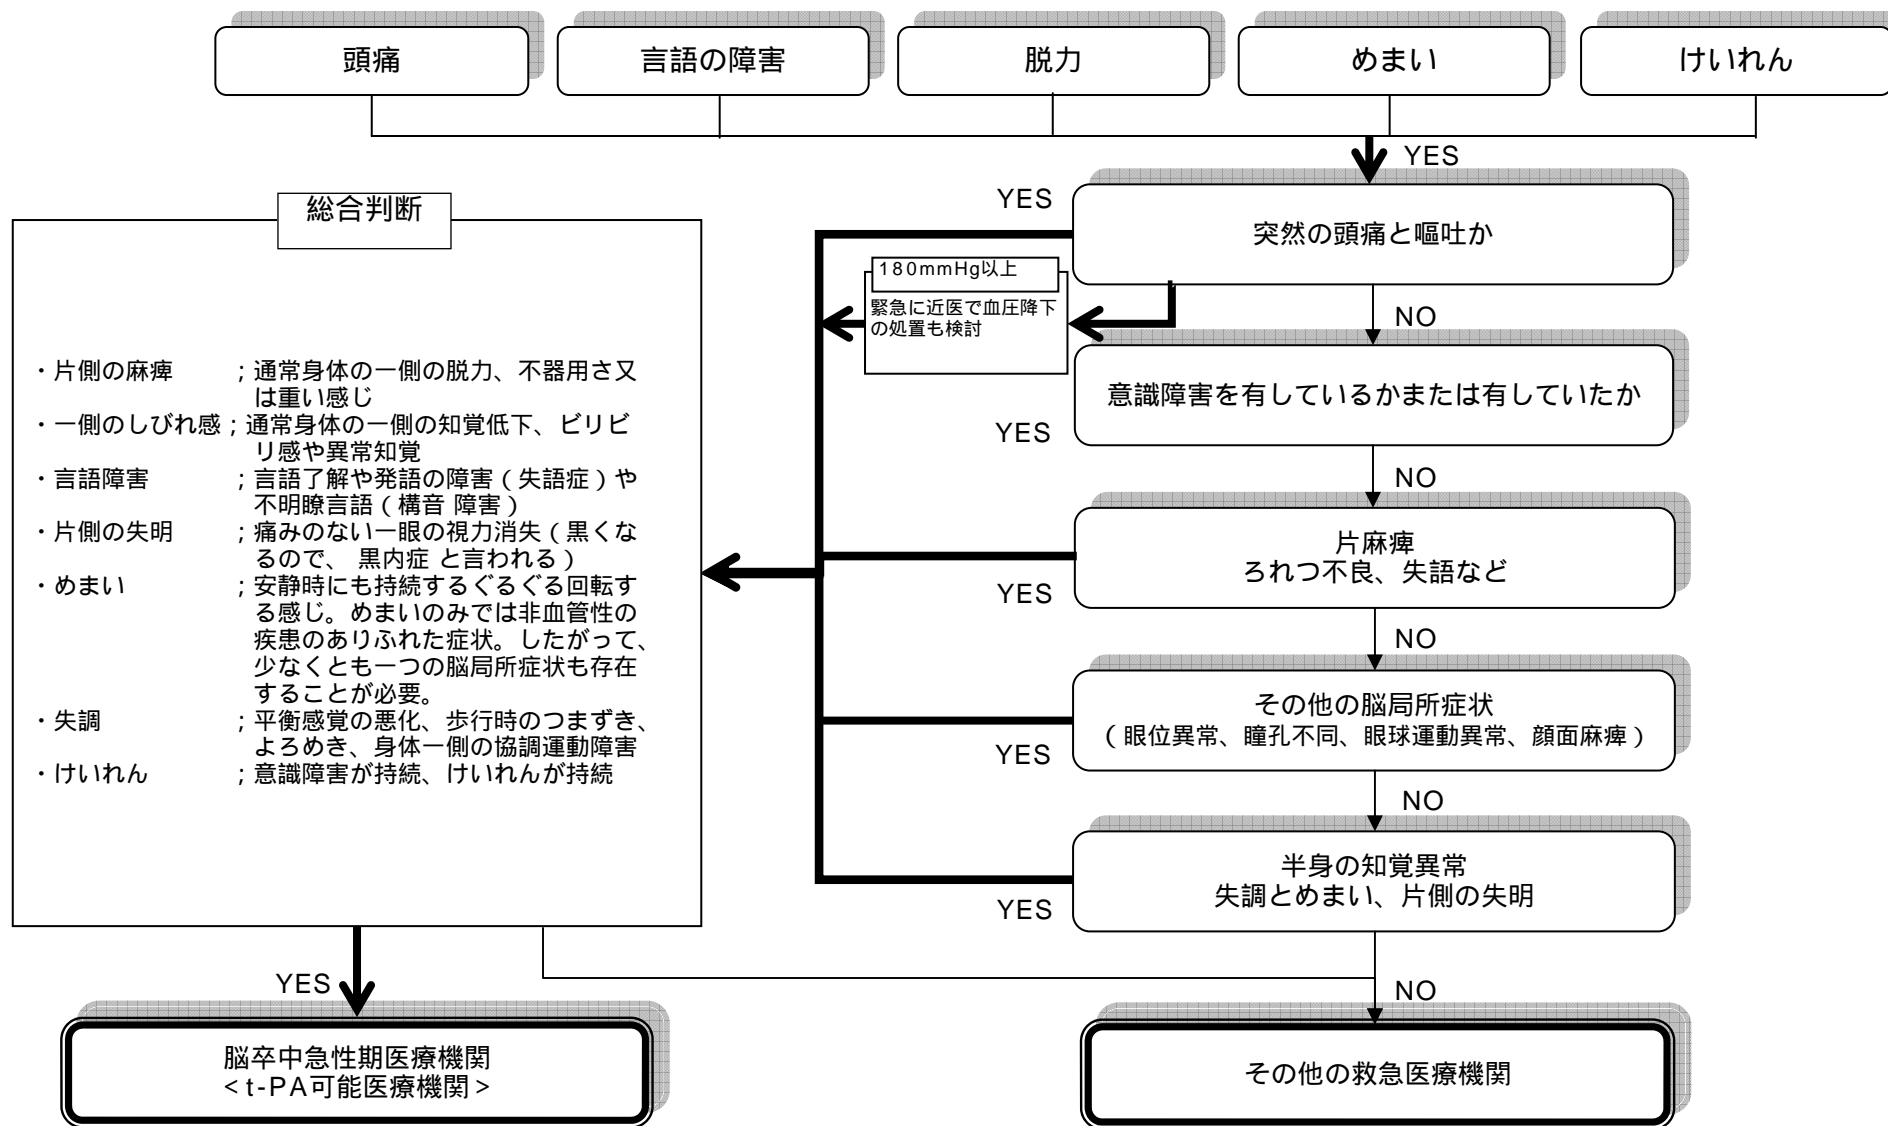 頭痛
言語の障害
脱力
めまい
けいれん
YES
YES
突然の頭痛と嘔吐か
180mmHg以上
緊急に近医で血圧降下
の処置も検討
NO
意識障害を有しているかまたは有していたか
YES
NO
片麻痺
ろれつ不良、失語など
YES
NO
その他の脳局所症状
（眼位異常、瞳孔不同、眼球運動異常、顔面麻痺）
YES
NO
半身の知覚異常
失調とめまい、片側の失明
YES
NO
総合判断
・片側の麻痺　　；通常身体の一側の脱力、不器用さ又
は重い感じ
・一側のしびれ感；通常身体の一側の知覚低下、ビリビ
リ感や異常知覚
・言語障害　　　；言語了解や発語の障害（失語症）や
不明瞭言語（構音 障害）
・片側の失明　　；痛みのない一眼の視力消失（黒くな
るので、 黒内症 と言われる）
・めまい　　　　；安静時にも持続するぐるぐる回転す
る感じ。めまいのみでは非血管性の
疾患のありふれた症状。したがって、
少なくとも一つの脳局所症状も存在
することが必要。
・失調　　　　　；平衡感覚の悪化、歩行時のつまずき、
よろめき、身体一側の協調運動障害
・けいれん　　　；意識障害が持続、けいれんが持続
YES
脳卒中急性期医療機関
<t-PA可能医療機関>
その他の救急医療機関